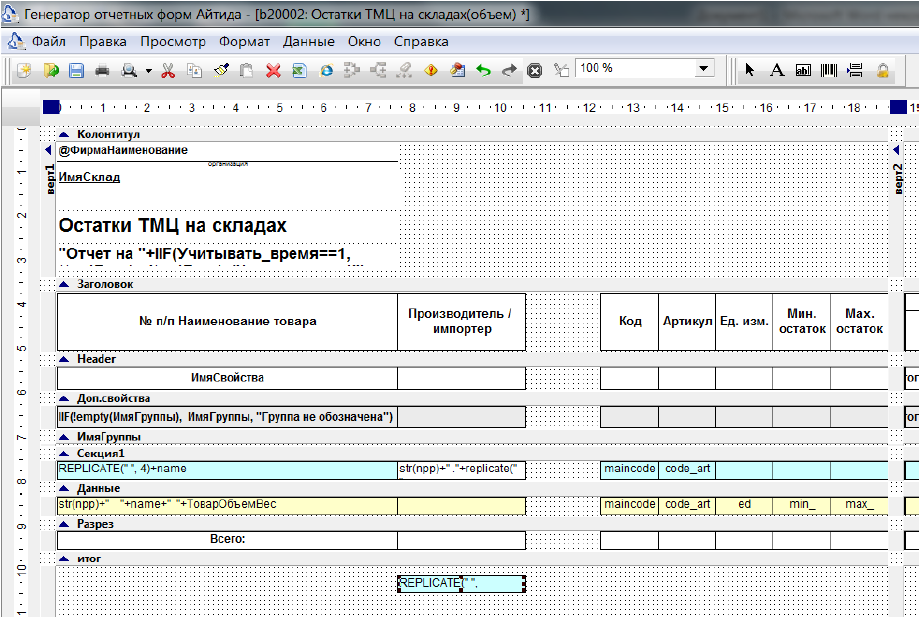 Генератор отчетных форм Айтида - [b20002: Остатки ТМЦ на складах(объем) *]
Файл Правка Просмотр Формат Данные Окно Справка
100 %
1 2 3 4 5 6 7 8 9 10 11 12 13 14 15 16 17 18 15
Колонтитул
верт1
верт2
@ФирмаНаименование
организация
ИмяСклад
Остатки ТМЦ на складах
"Отчет на "+IIF(Учитывать_время==1,
Заголовок
№ п/п Наименование товара
Производитель / импортер
Код
Артикул
Ед. изм.
Мин. остаток
Мах. остаток
Header
ИмяСвойства
Доп.свойства
IIF(!empty(ИмяГруппы), ИмяГруппы, "Группа не обозначена")
ИмяГруппы
Секция1
REPLICATE(" ", 4)+name
str(npp)+" ."+replicate("
maincode
code_art
Данные
str(npp)+" "+name+" "+ТоварОбъемВес
maincode
code_art
ed
min_
max_
Разрез
Всего:
итог
REPLICATE(" ",